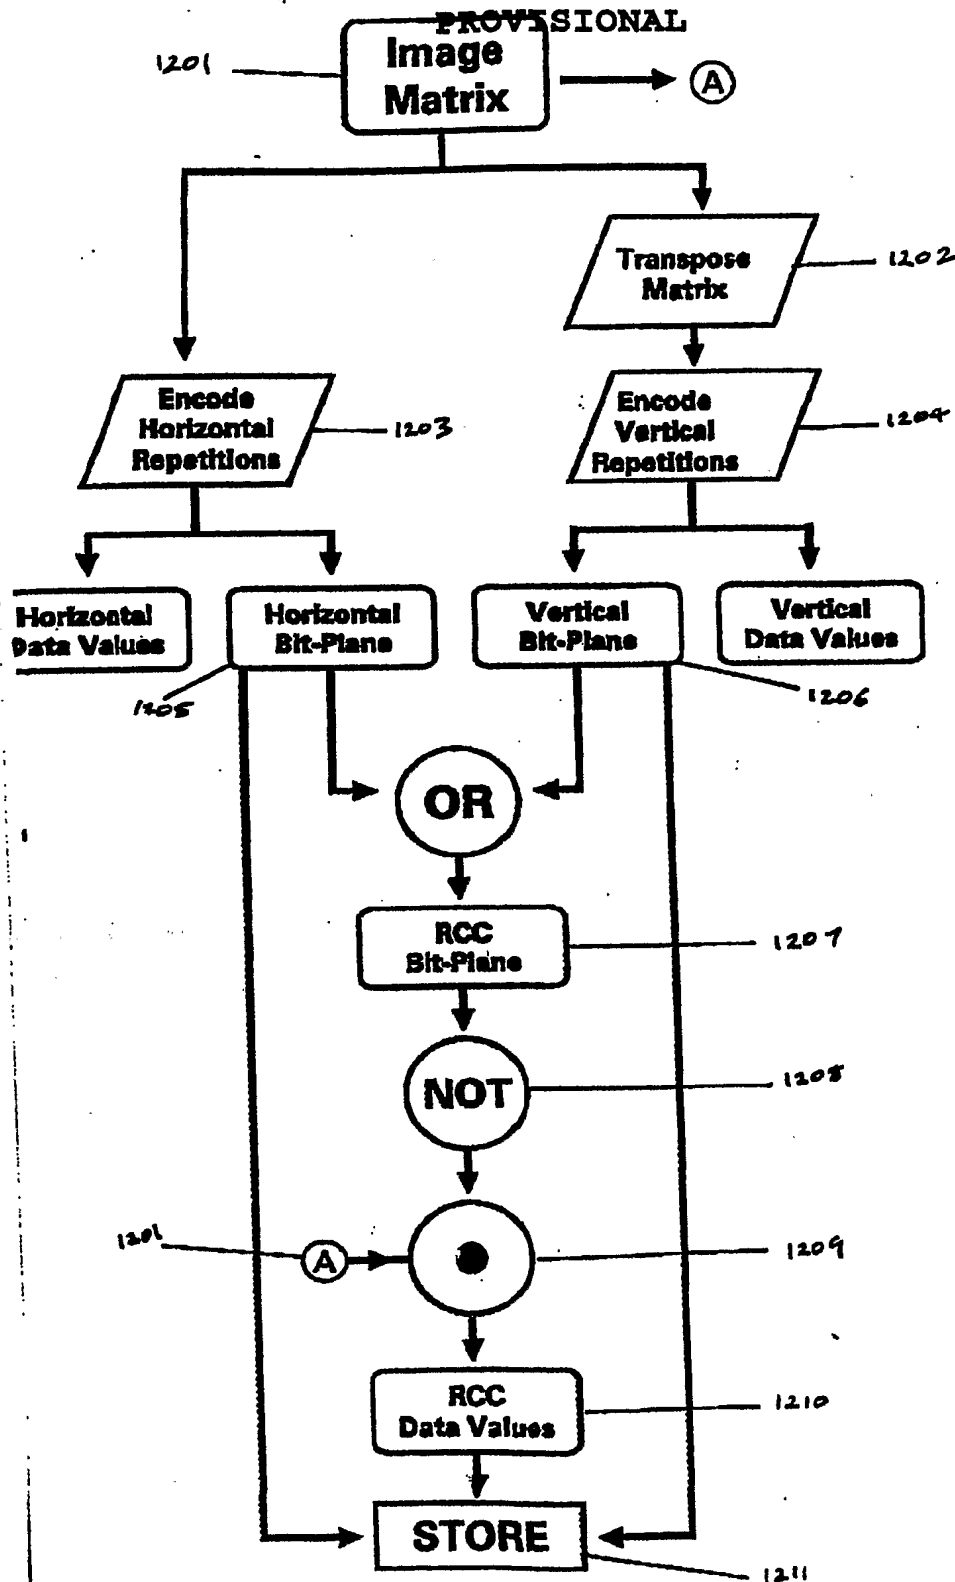 PROVISIONAL
1201
Image
Matrix
A
Transpose
Matrix
1202
Encode
Horizontal
Repetitions
1203
Encode
Vertical
Repetitions
1204
Horizontal
Data Values
Horizontal
Bit-Plane
Vertical
Bit-Plane
Vertical
Data Values
1205
1206
OR
RCC
Bit-Plane
1207
NOT
1208
1201
A
1209
RCC
Data Values
1210
STORE
1211